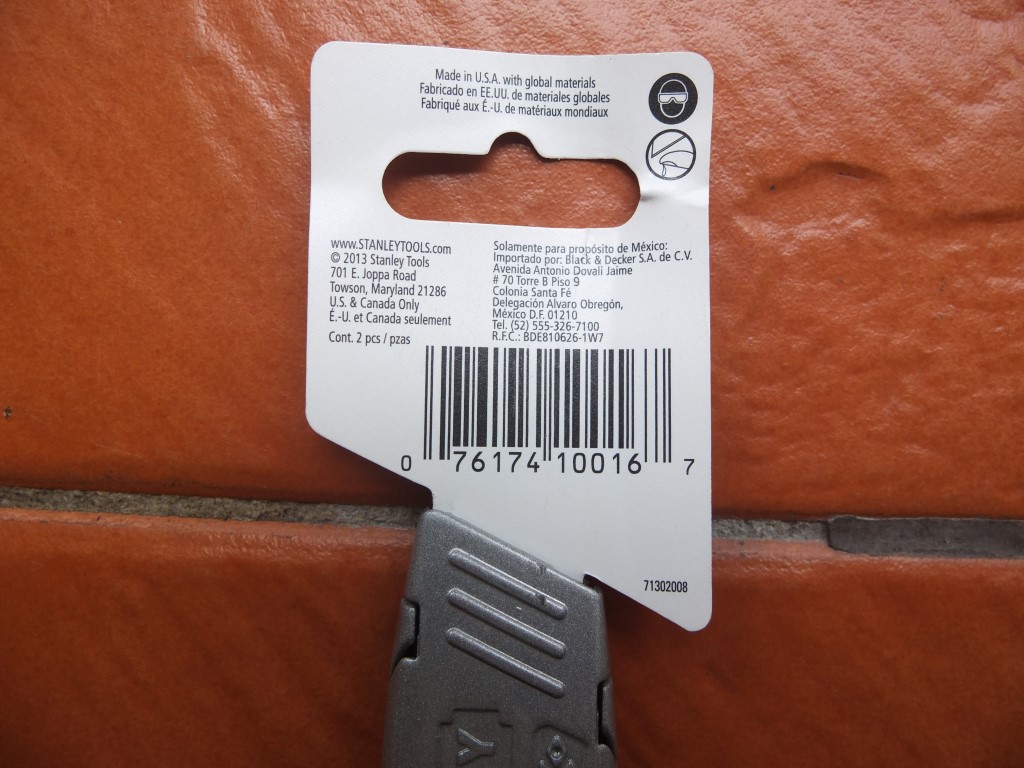 Made in U.S.A. with global materials
Fabricado en EE.UU. de materiales globales
Fabriqué aux É.-U. de matériaux mondiaux
www.STANLEYTOOLS.com
© 2013 Stanley Tools
701 E. Joppa Road
Towson, Maryland 21286
U.S. & Canada Only
É.-U. et Canada seulement
Cont. 2 pcs / pzas
Solamente para propósito de México:
Importado por: Black & Decker S.A. de C.V.
Avenida Antonio Dovali Jaime
# 70 Torre B Piso 9
Colonia Santa Fé
Delegación Alvaro Obregón,
México D.F. 01210
Tel. (52) 555-326-7100
R.F.C.: BDE810626-1W7
0 76174 10016 7
71302008
Y